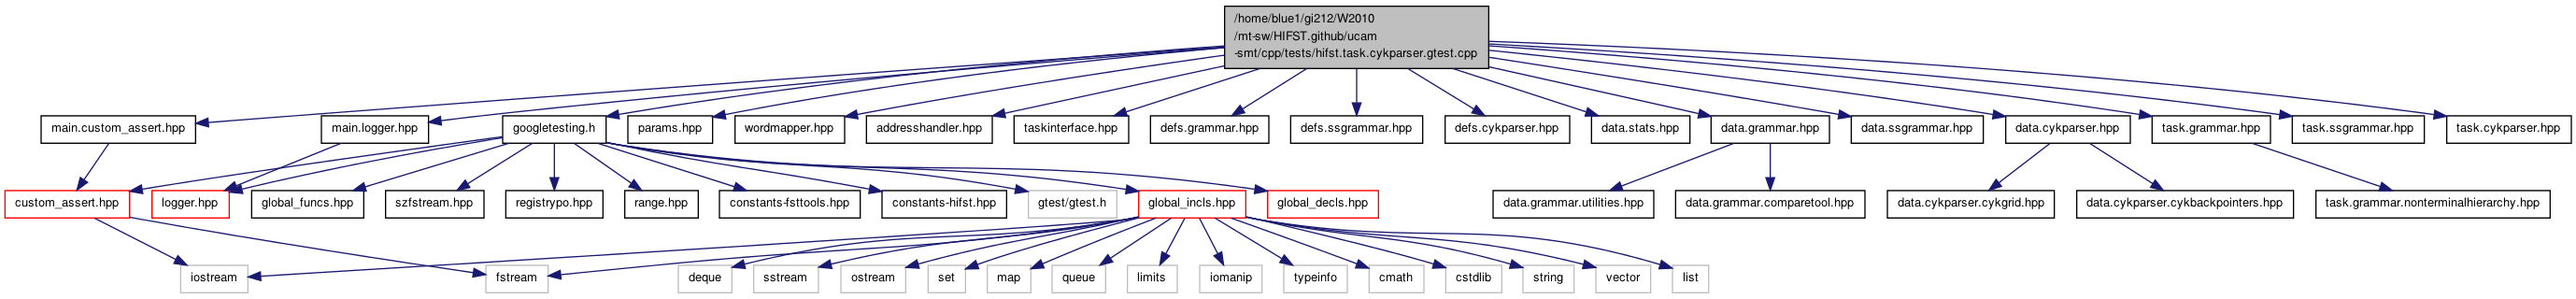 /home/blue1/gi212/W2010
/mt-sw/HIFST.github/ucam
-smt/cpp/tests/hifst.task.cykparser.gtest.cpp
main.custom_assert.hpp
main.logger.hpp
googletesting.h
params.hpp
wordmapper.hpp
addresshandler.hpp
taskinterface.hpp
defs.grammar.hpp
defs.ssgrammar.hpp
defs.cykparser.hpp
data.stats.hpp
data.grammar.hpp
data.ssgrammar.hpp
data.cykparser.hpp
task.grammar.hpp
task.ssgrammar.hpp
task.cykparser.hpp
custom_assert.hpp
logger.hpp
global_funcs.hpp
szfstream.hpp
registrypo.hpp
range.hpp
constants-fsttools.hpp
constants-hifst.hpp
gtest/gtest.h
global_incls.hpp
global_decls.hpp
data.grammar.utilities.hpp
data.grammar.comparetool.hpp
data.cykparser.cykgrid.hpp
data.cykparser.cykbackpointers.hpp
task.grammar.nonterminalhierarchy.hpp
iostream
fstream
deque
sstream
ostream
set
map
queue
limits
iomanip
typeinfo
cmath
cstdlib
string
vector
list